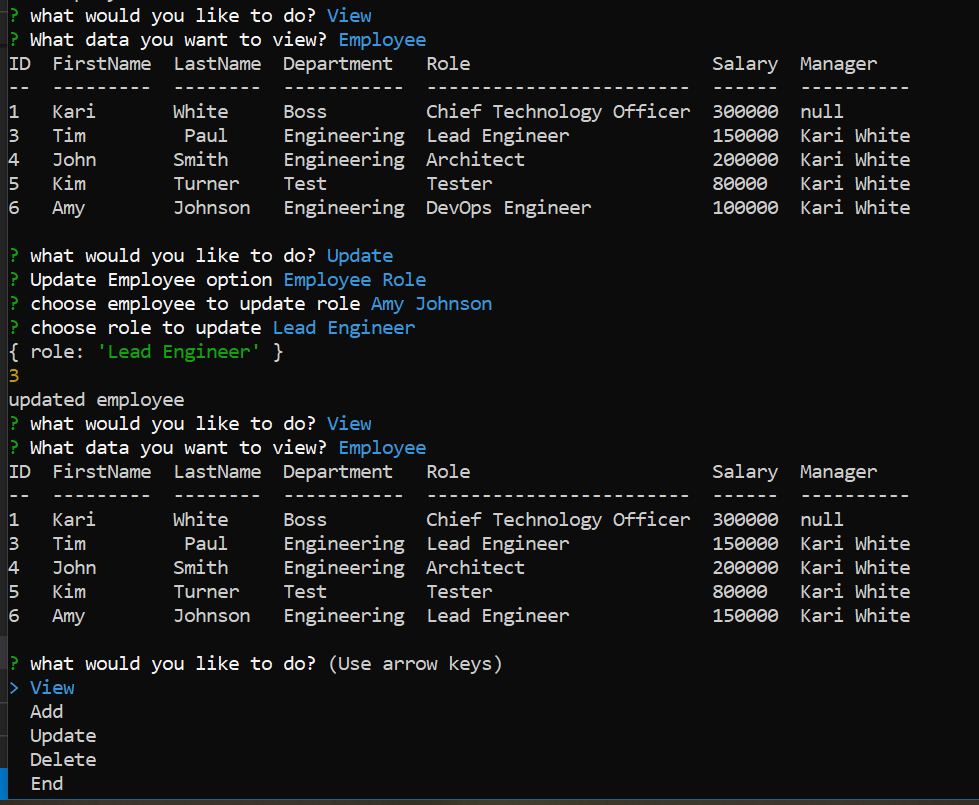 ? what would you like to do? View
? What data you want to view? Employee
ID  FirstName  LastName  Department   Role                      Salary  Manager
--  ---------  --------  -----------  ------------------------  ------  ----------
1   Kari       White     Boss         Chief Technology Officer  300000  null
3   Tim         Paul     Engineering  Lead Engineer             150000  Kari White
4   John       Smith     Engineering  Architect                 200000  Kari White
5   Kim        Turner    Test         Tester                    80000   Kari White
6   Amy        Johnson   Engineering  DevOps Engineer           100000  Kari White
? what would you like to do? Update
? Update Employee option Employee Role
? choose employee to update role Amy Johnson
? choose role to update Lead Engineer
{ role: 'Lead Engineer' }
3
updated employee
? what would you like to do? View
? What data you want to view? Employee
ID  FirstName  LastName  Department   Role                      Salary  Manager
--  ---------  --------  -----------  ------------------------  ------  ----------
1   Kari       White     Boss         Chief Technology Officer  300000  null
3   Tim         Paul     Engineering  Lead Engineer             150000  Kari White
4   John       Smith     Engineering  Architect                 200000  Kari White
5   Kim        Turner    Test         Tester                    80000   Kari White
6   Amy        Johnson   Engineering  Lead Engineer             150000  Kari White
? what would you like to do? (Use arrow keys)
> View
  Add
  Update
  Delete
  End